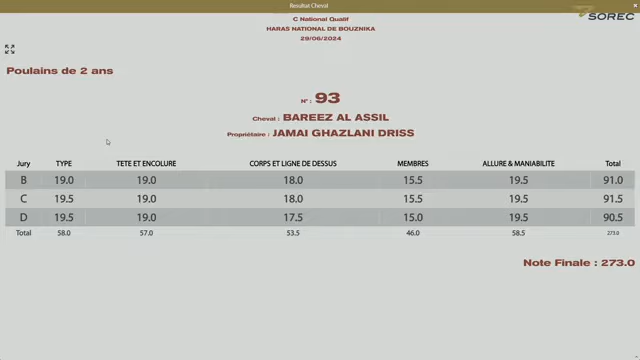 Resultat Cheval
SOREC
C National Qualif
HARAS NATIONAL DE BOUZNIKA
29/06/2024
Poulains de 2 ans
N° : 93
Cheval : BAREEZ AL ASSIL
Propriétaire : JAMAI GHAZLANI DRISS
Jury TYPE TETE ET ENCOLURE CORPS ET LIGNE DE DESSUS MEMBRES ALLURE & MANIABILITE Total
B 19.0 19.0 18.0 15.5 19.5 91.0
C 19.5 19.0 18.0 15.5 19.5 91.5
D 19.5 19.0 17.5 15.0 19.5 90.5
Total 58.0 57.0 53.5 46.0 58.5 273.0
Note Finale : 273.0